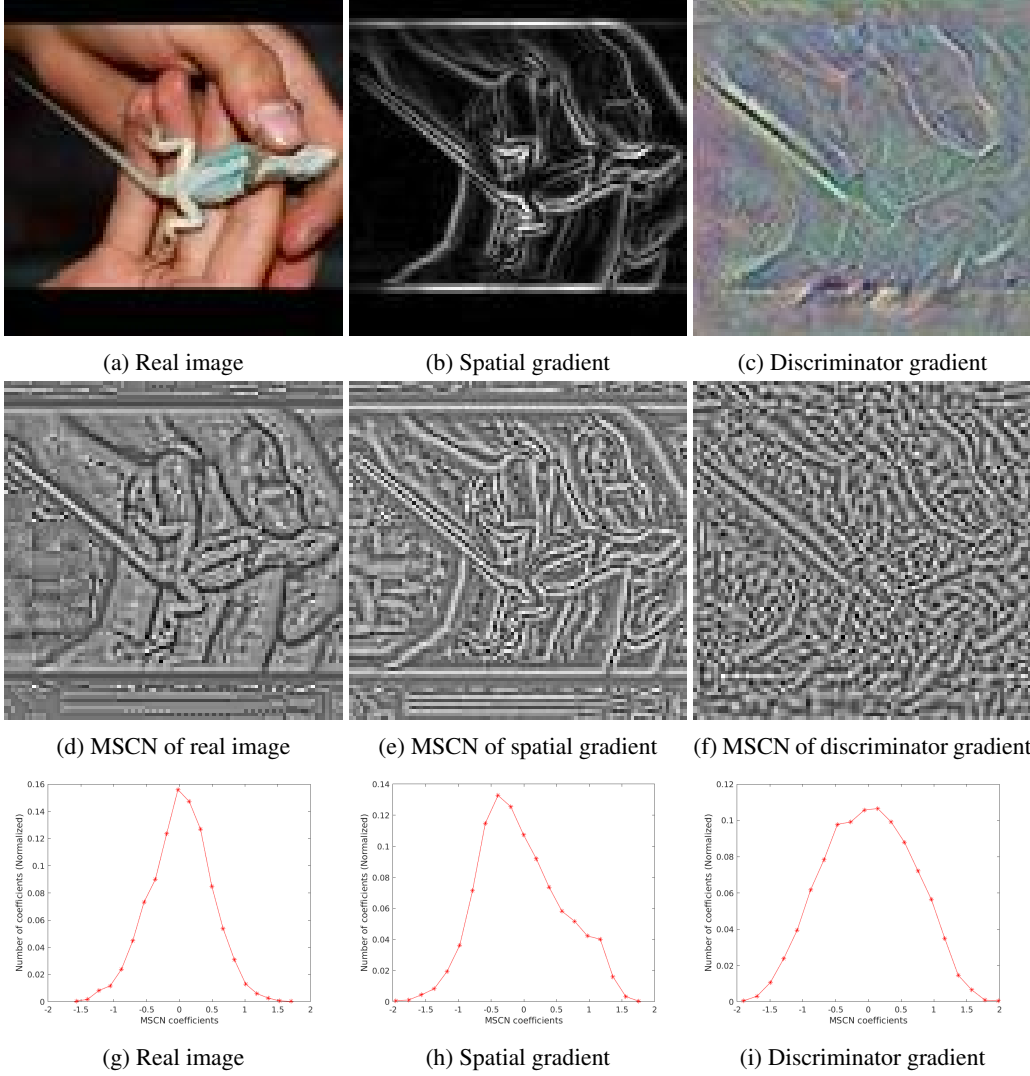 (a) Real image
(b) Spatial gradient
(c) Discriminator gradient
(d) MSCN of real image
(e) MSCN of spatial gradient
(f) MSCN of discriminator gradient
Number of coefficients (Normalized)
0.16
0.14
0.12
0.1
0.08
0.06
0.04
0.02
0
-2 -1.5 -1 -0.5 0 0.5 1 1.5 2
MSCN coefficients
(g) Real image
Number of coefficients (Normalized)
0.14
0.12
0.1
0.08
0.06
0.04
0.02
0
-2 -1.5 -1 -0.5 0 0.5 1 1.5 2
MSCN coefficients
(h) Spatial gradient
Number of coefficients (Normalized)
0.12
0.1
0.08
0.06
0.04
0.02
0
-2 -1.5 -1 -0.5 0 0.5 1 1.5 2
MSCN coefficients
(i) Discriminator gradient